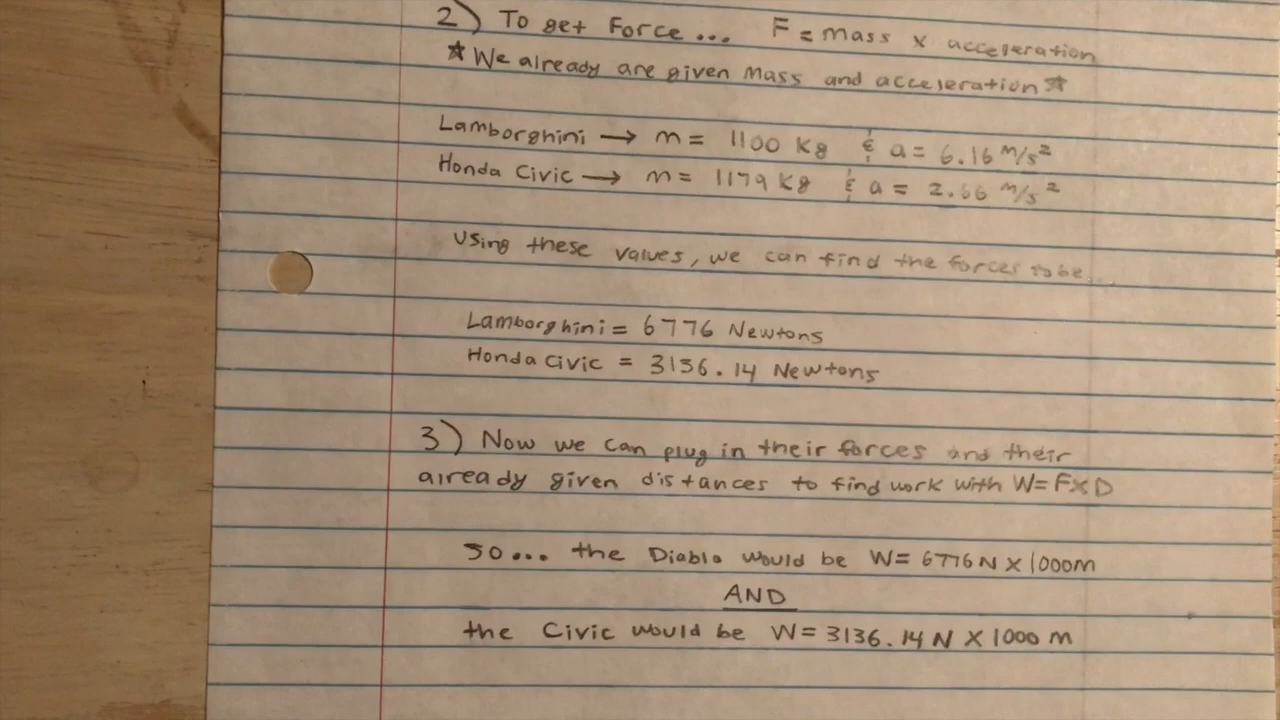 2) To get Force... F = mass x acceleration
★ We already are given mass and acceleration ★
Lamborghini → m = 1100 kg & a = 6.16 m/s²
Honda Civic → m = 1179 kg & a = 2.66 m/s²
Using these values, we can find the forces to be...
Lamborghini = 6776 Newtons
Honda Civic = 3136.14 Newtons
3) Now we can plug in their forces and their
already given distances to find work with W=FXD
so... the Diablo would be W= 6776N X 1000m
AND
the Civic would be W= 3136.14 N X 1000 m